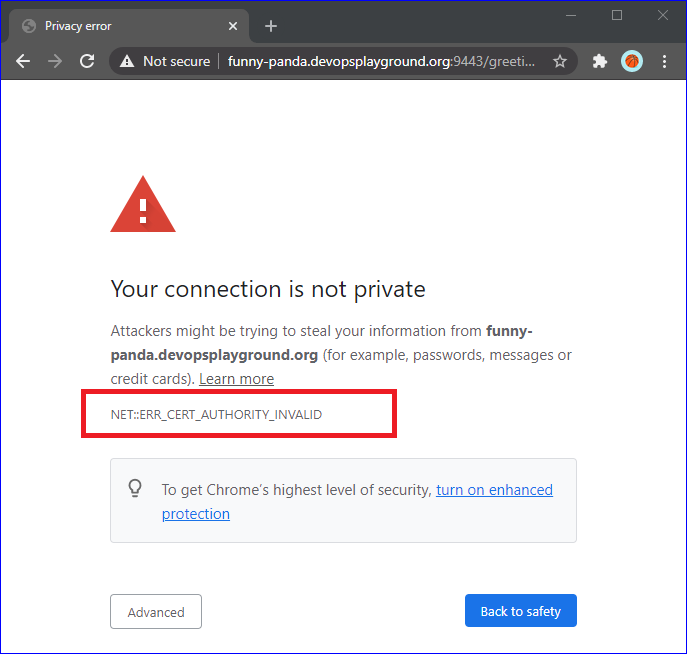 Privacy error
Not secure funny-panda.devopsplayground.org:9443/greeti...
Your connection is not private
Attackers might be trying to steal your information from funny-
panda.devopsplayground.org (for example, passwords, messages or
credit cards). Learn more
NET::ERR_CERT_AUTHORITY_INVALID
To get Chrome's highest level of security, turn on enhanced
protection
Advanced
Back to safety